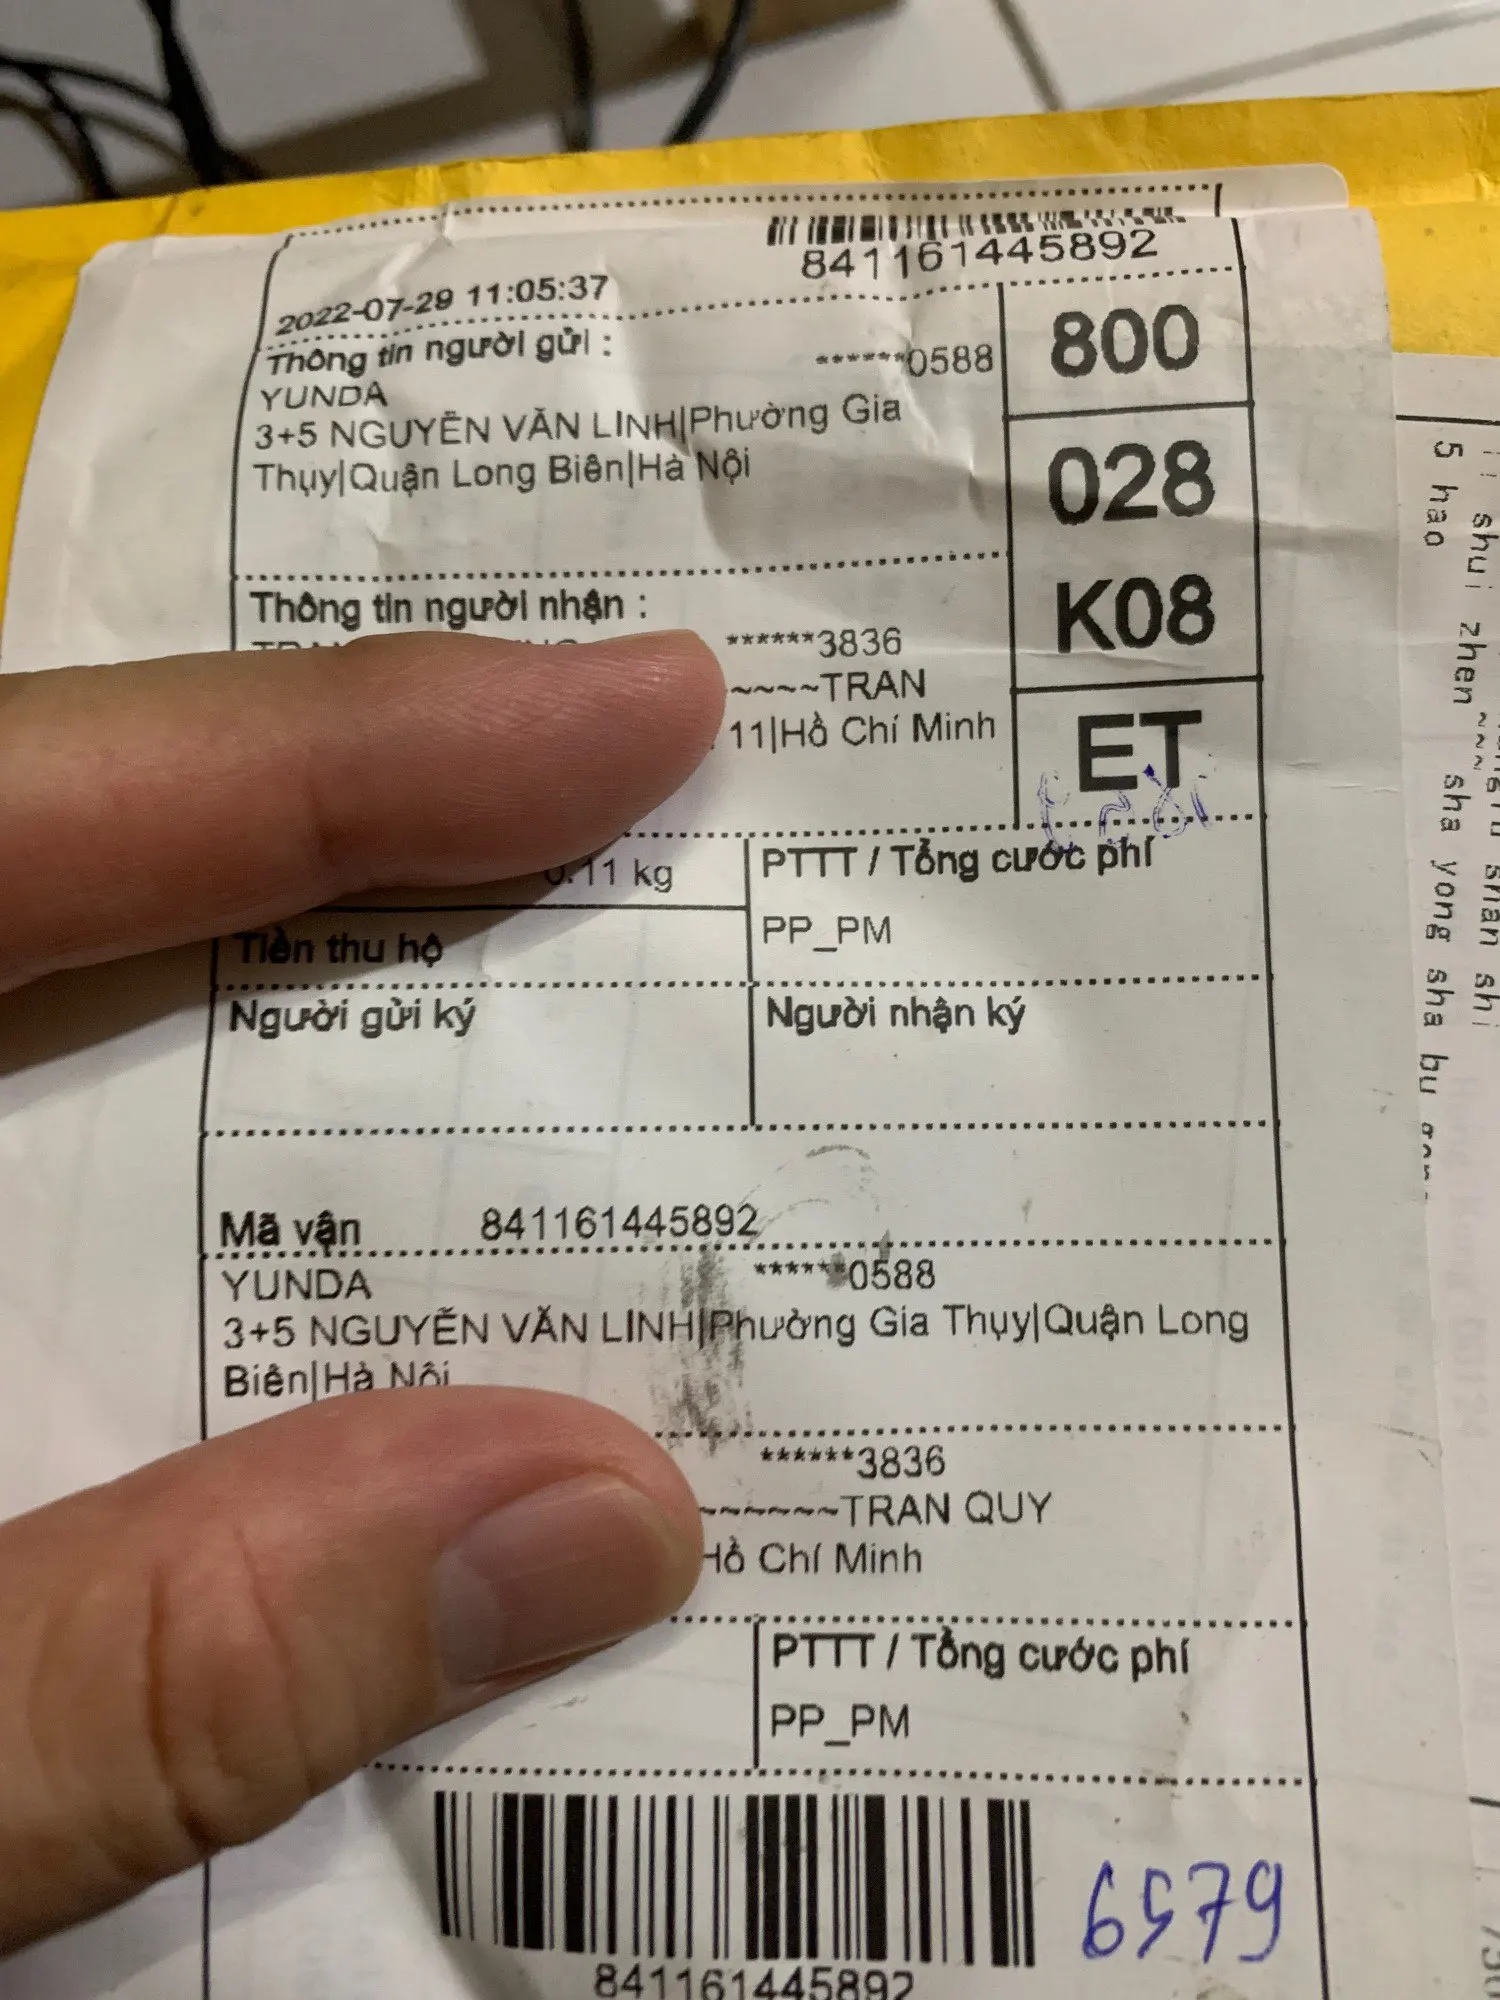 841161445892
2022-07-29 11:05:37
Thông tin người gửi :
******0588
YUNDA
3+5 NGUYỄN VĂN LINH|Phường Gia
Thụy|Quận Long Biên|Hà Nội
800
028
K08
ET
Thông tin người nhận :
******3836
~~~~TRAN
11|Hồ Chí Minh
0.11 kg
PTTT / Tổng cước phí
PP_PM
Tiền thu hộ
Người gửi ký
Người nhận ký
Mã vận 841161445892
YUNDA
******0588
3+5 NGUYỄN VĂN LINH|Phường Gia Thụy|Quận Long
Biên|Hà Nội
******3836
~~~~~~TRAN QUY
Hồ Chí Minh
PTTT / Tổng cước phí
PP_PM
841161445892
6579
shui zhen ~~~ sha yong sha bu
5 hao
shan shi